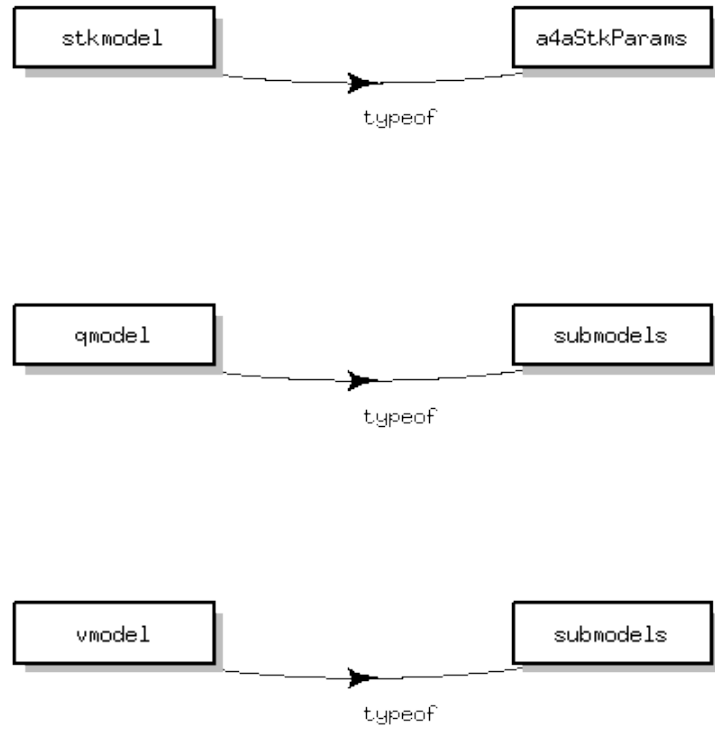 stkmodel
a4aStkParams
typeof
qmodel
submodels
typeof
vmodel
submodels
typeof